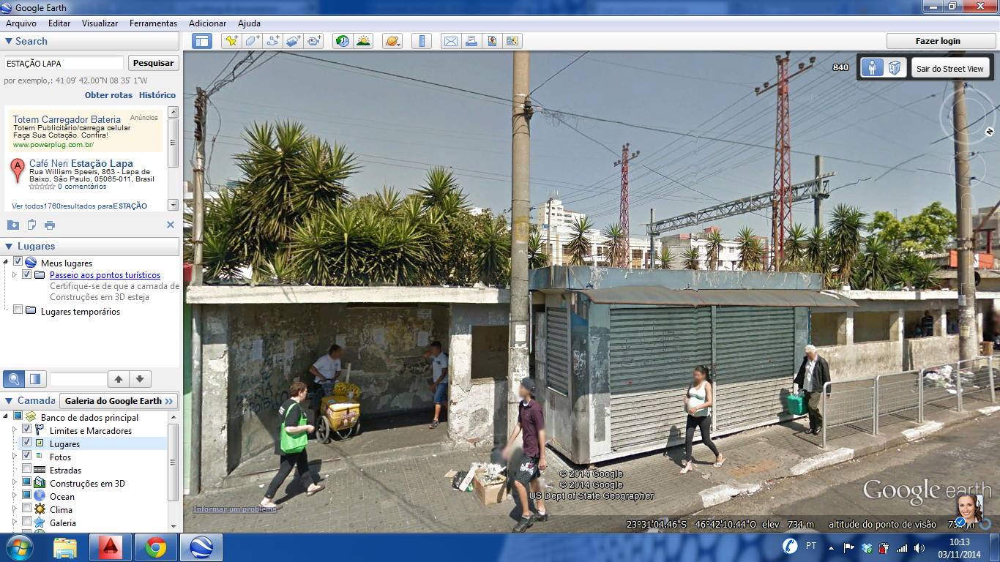 Google Earth
Arquivo Editar Visualizar Ferramentas Adicionar Ajuda
Search
ESTAÇÃO LAPA
Pesquisar
por exemplo,: 41 09' 42.00"N 08 35' 1"W
Obter rotas Histórico
Totem Carregador Bateria
Anúncios
Totem Publicitário/carrega celular
Faça Sua Cotação. Confira!
www.powerplug.com.br/
A
Café Neri Estação Lapa
Rua William Speers, 863 - Lapa de
Baixo, São Paulo, 05065-011, Brasil
0 comentários
Ver todos1760resultados paraESTAÇÃO
Lugares
Meus lugares
Passeio aos pontos turísticos
Certifique-se de que a camada de
Construções em 3D esteja
Lugares temporários
Camada
Galeria do Google Earth >>
Banco de dados principal
Limites e Marcadores
Lugares
Fotos
Estradas
Construções em 3D
Ocean
Clima
Galeria
Fazer login
840
Sair do Street View
N
© 2014 Google
© 2014 Google
US Dept of State Geographer
Google earth
Informar um problema
23°31'04.46"S 46°42'10.44"O elev 734 m altitude do ponto de visão
PT
10:13
03/11/2014